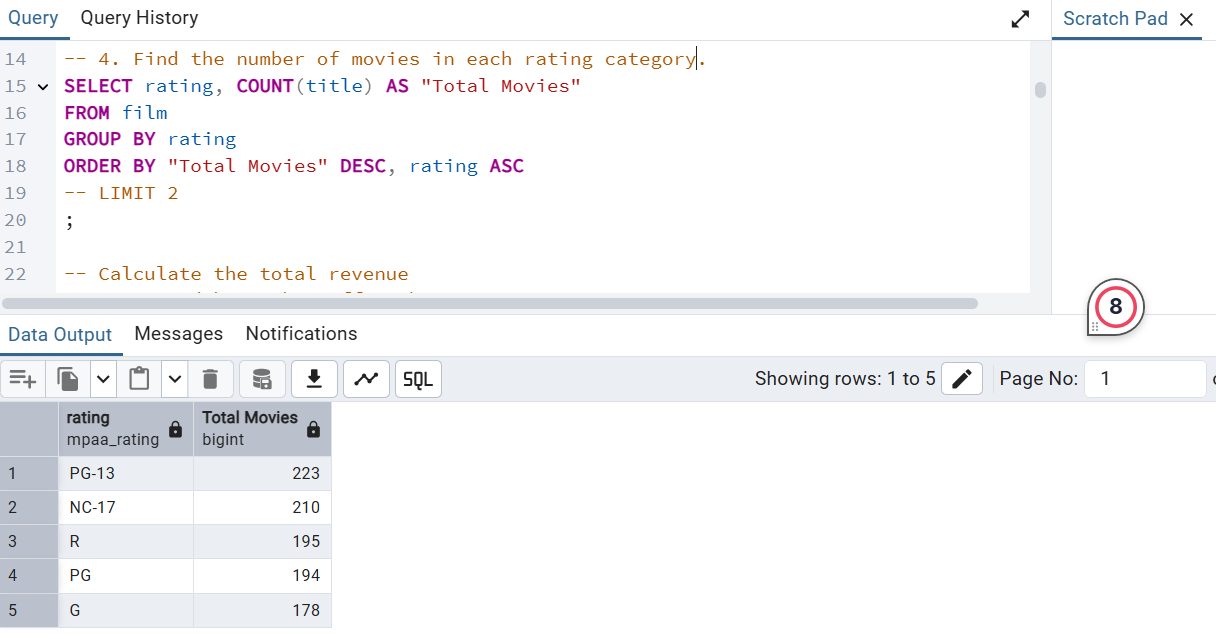 Query Query History Scratch Pad
14 -- 4. Find the number of movies in each rating category.
15 SELECT rating, COUNT(title) AS "Total Movies"
16 FROM film
17 GROUP BY rating
18 ORDER BY "Total Movies" DESC, rating ASC
19 -- LIMIT 2
20 ;
21
22 -- Calculate the total revenue
8
Data Output Messages Notifications
SQL Showing rows: 1 to 5 Page No: 1
rating Total Movies
mpaa_rating bigint
1 PG-13 223
2 NC-17 210
3 R 195
4 PG 194
5 G 178